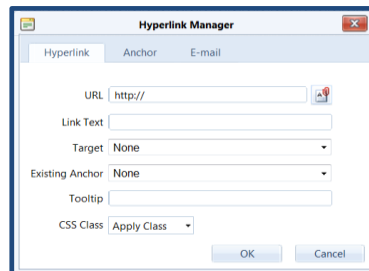 Hyperlink Manager
Hyperlink Anchor E-mail
URL http://
Link Text
Target None
Existing Anchor None
Tooltip
CSS Class Apply Class
OK Cancel